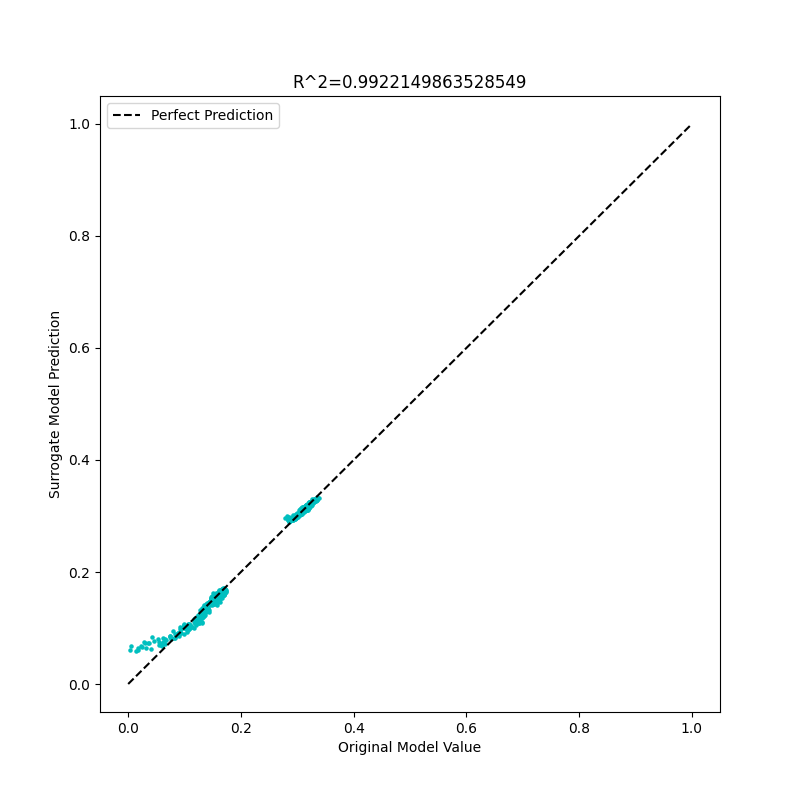 R^2=0.9922149863528549
Perfect Prediction
1.0
0.8
0.6
0.4
0.2
0.0
Surrogate Model Prediction
0.0 0.2 0.4 0.6 0.8 1.0
Original Model Value